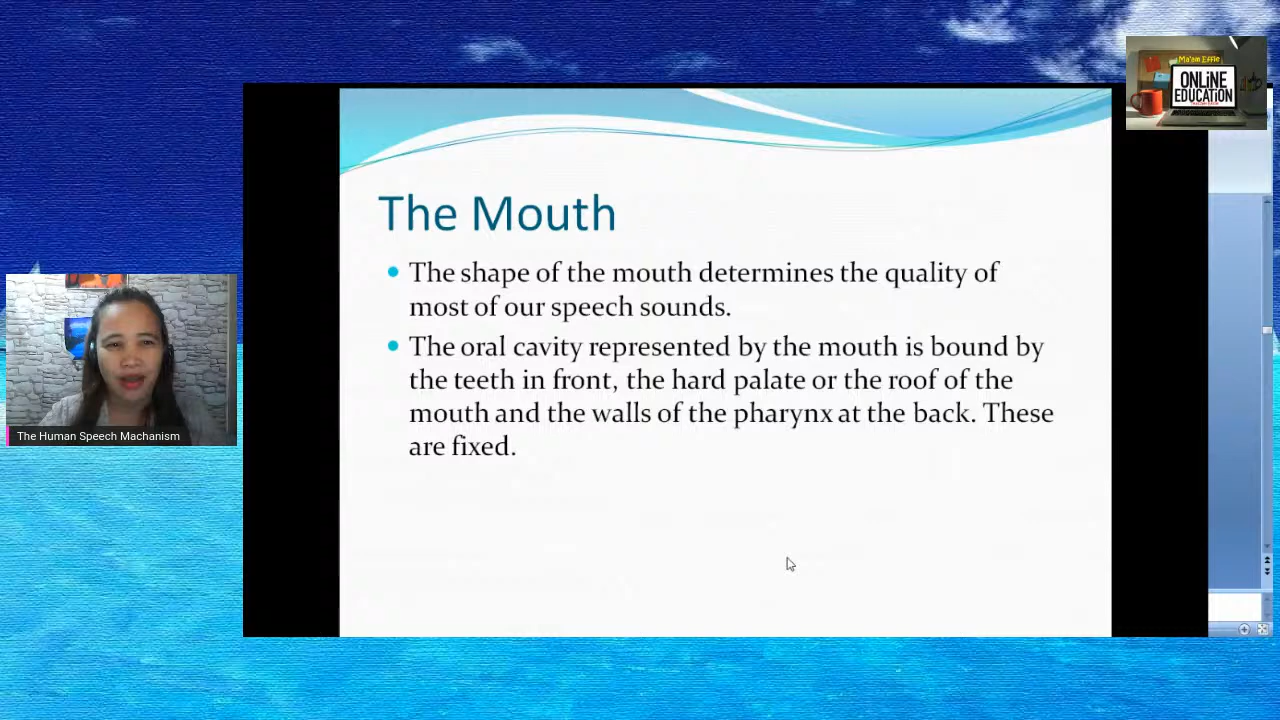 Ma'am Effie
ONLINE
EDUCATION
The Mouth
The shape of the mouth determines the quality of
most of our speech sounds.
The oral cavity represented by the mouth is bound by
the teeth in front, the hard palate or the roof of the
mouth and the walls of the pharynx at the back. These
are fixed.
The Human Speech Machanism